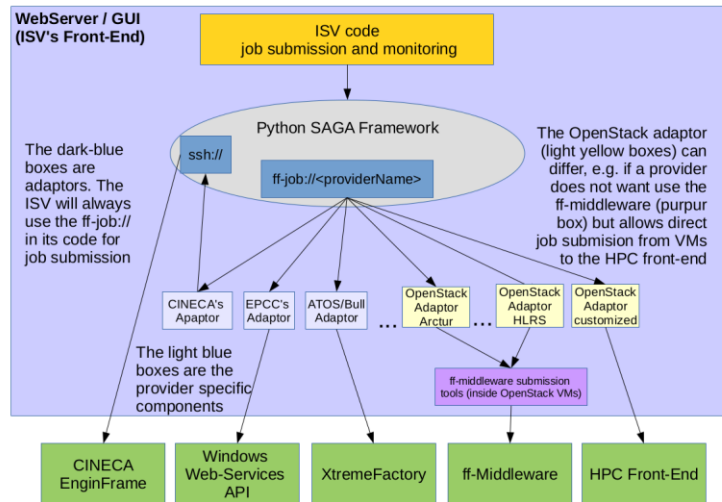 WebServer / GUI
(ISV's Front-End)
ISV code
job submission and monitoring
Python SAGA Framework
ssh://
ff-job://<providerName>
The dark-blue
boxes are
adaptors. The
ISV will always
use the ff-job://
in its code for
job submission
The OpenStack adaptor
(light yellow boxes) can
differ, e.g. if a provider
does not want use the
ff-middleware (purpur
box) but allows direct
job submision from VMs
to the HPC front-end
CINECA's
Apaptor
EPCC's
Adaptor
ATOS/Bull
Adaptor
...
OpenStack
Adaptor
Arctur
...
OpenStack
Adaptor
HLRS
OpenStack
Adaptor
customized
The light blue
boxes are the
provider specific
components
ff-middleware submission
tools (inside OpenStack VMs)
CINECA
EnginFrame
Windows
Web-Services
API
XtremeFactory
ff-Middleware
HPC Front-End